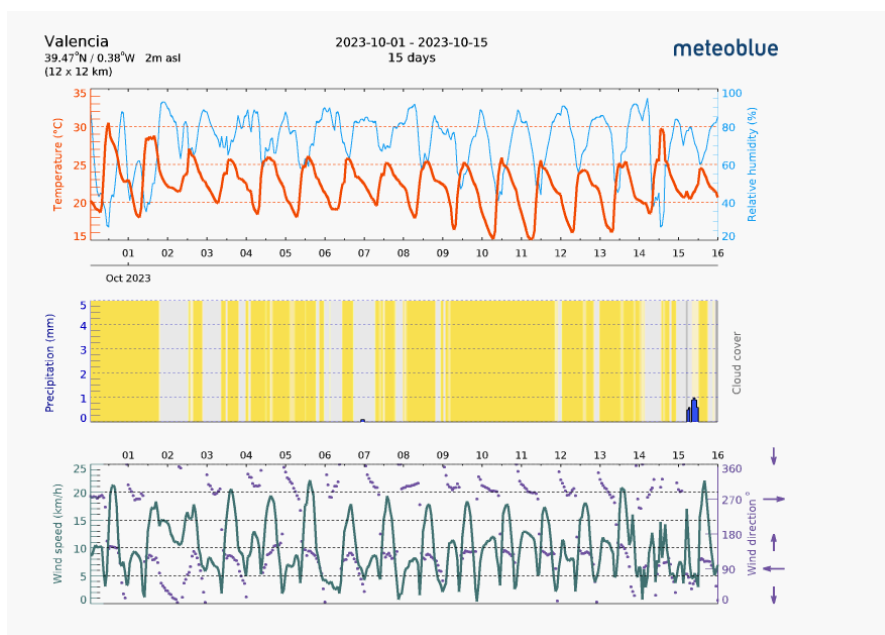 Valencia
39.47°N / 0.38°W 2m asl
(12 x 12 km)
2023-10-01 - 2023-10-15
15 days
meteoblue
Temperature (°C)
35
30
25
20
15
100
80
60
40
20
Relative humidity (%)
01 02 03 04 05 06 07 08 09 10 11 12 13 14 15 16
Oct 2023
Precipitation (mm)
5
4
3
2
1
0
Cloud cover
01 02 03 04 05 06 07 08 09 10 11 12 13 14 15 16
Wind speed (km/h)
25
20
15
10
5
0
360
270
180
90
0
Wind direction °